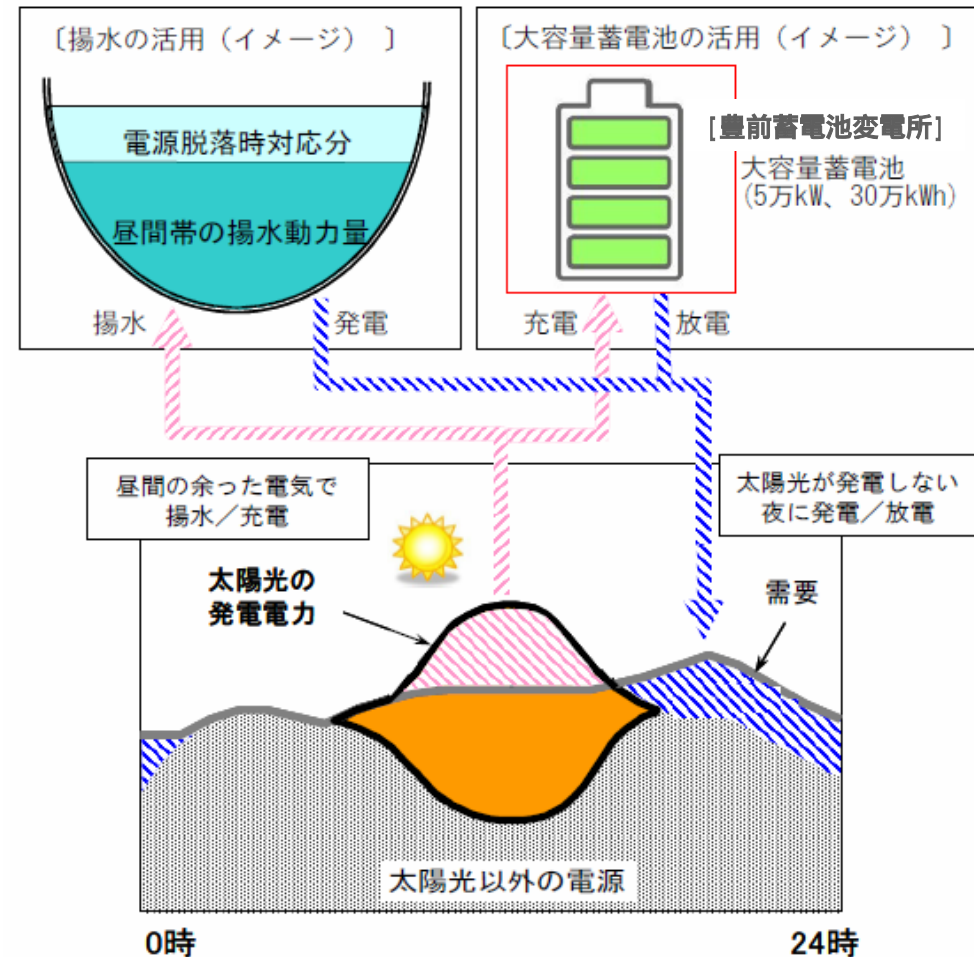 〔揚水の活用（イメージ） 〕
電源脱落時対応分
昼間帯の揚水動力量
揚水
発電
〔大容量蓄電池の活用（イメージ） 〕
[豊前蓄電池変電所]
大容量蓄電池
(5万kW、30万kWh)
充電
放電
昼間の余った電気で
揚水／充電
太陽光が発電しない
夜に発電／放電
太陽光の
発電電力
需要
太陽光以外の電源
0時
24時